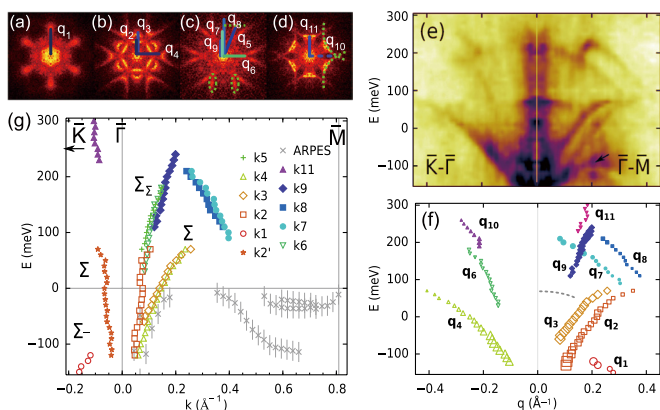 (a)
q1
(b)
q2 q3
q4
(c)
q7 q8
q9 q5
q6
(d)
q11
q10
(e)
E (meV)
300
200
100
0
-100
K̅-Γ̅
Γ̅-M̅
(g)
K̅ Γ̅ M̅
E (meV)
300
200
100
0
-100
−0.2 0.0 0.2 0.4 0.6 0.8
k (Å⁻¹)
Σ
Σ−
ΣΣ
Σ
k5
k4
k3
k2
k1
k2'
ARPES
k11
k9
k8
k7
k6
(f)
E (meV)
300
200
100
0
-100
−0.4 −0.2 0.0 0.2 0.4
q (Å⁻¹)
q11
q10
q9 q7 q8
q6
q4
q3
q2
q1